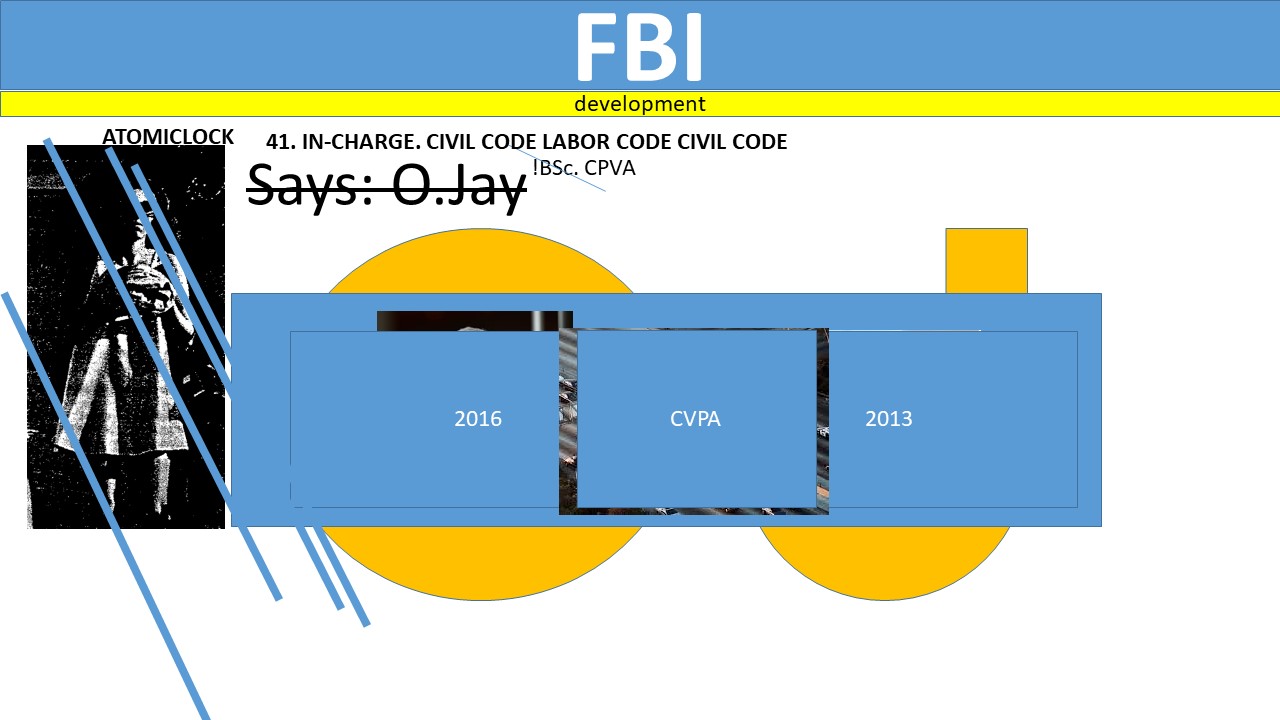 FBI
development
ATOMICLOCK
41. IN-CHARGE. CIVIL CODE LABOR CODE CIVIL CODE
Says: O.Jay !BSc. CPVA
2016 CVPA 2013